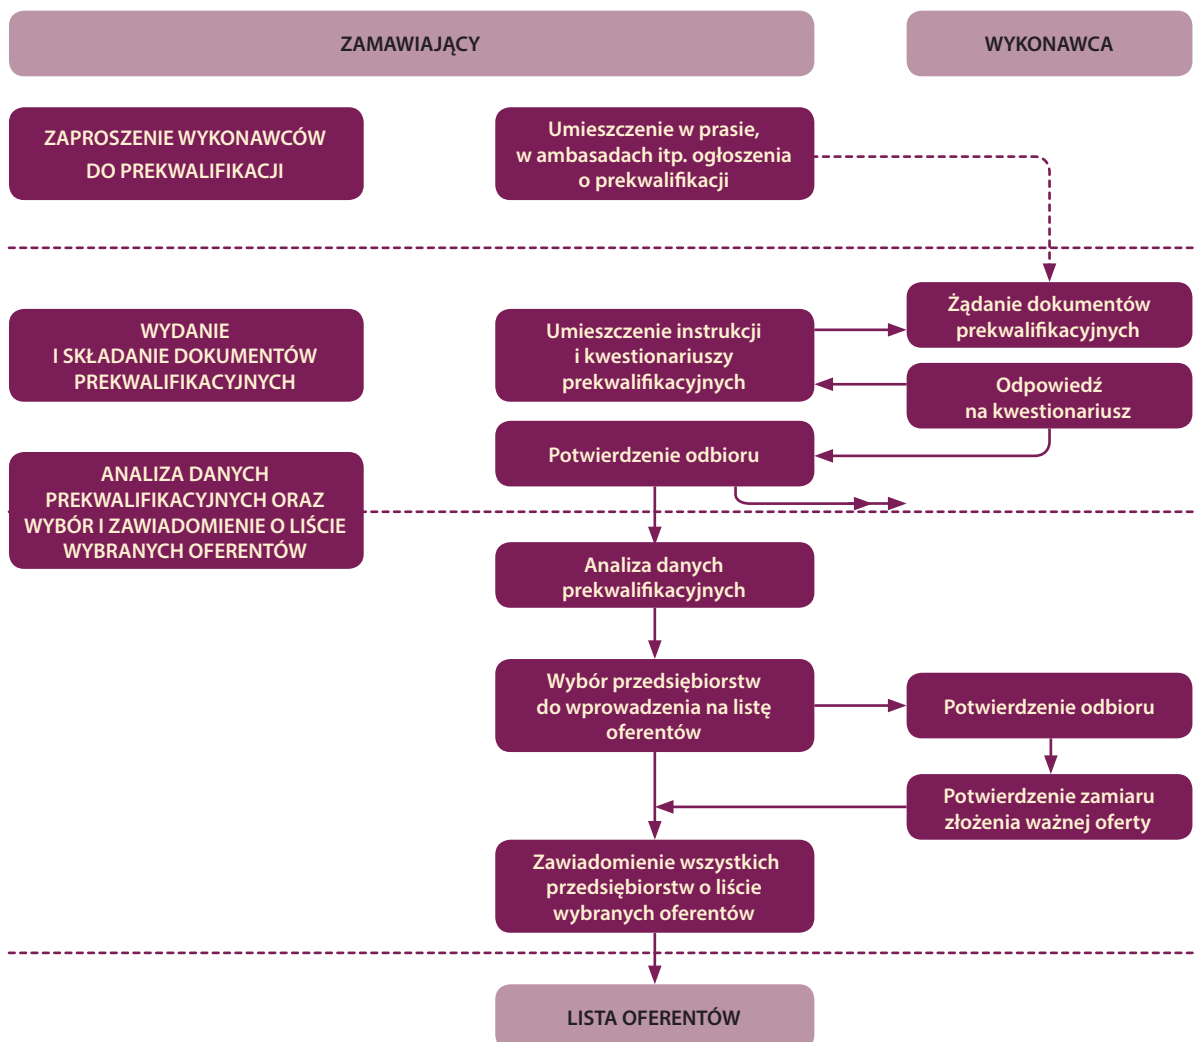 ZAMAWIAJĄCY
WYKONAWCA
ZAPROSZENIE WYKONAWCÓW
DO PREKWALIFIKACJI
Umieszczenie w prasie,
w ambasadach itp. ogłoszenia
o prekwalifikacji
WYDANIE
I SKŁADANIE DOKUMENTÓW
PREKWALIFIKACYJNYCH
Umieszczenie instrukcji
i kwestionariuszy
prekwalifikacyjnych
Żądanie dokumentów
prekwalifikacyjnych
Odpowiedź
na kwestionariusz
Potwierdzenie odbioru
ANALIZA DANYCH
PREKWALIFIKACYJNYCH ORAZ
WYBÓR I ZAWIADOMIENIE O LIŚCIE
WYBRANYCH OFERENTÓW
Analiza danych
prekwalifikacyjnych
Wybór przedsiębiorstw
do wprowadzenia na listę
oferentów
Potwierdzenie odbioru
Potwierdzenie zamiaru
złożenia ważnej oferty
Zawiadomienie wszystkich
przedsiębiorstw o liście
wybranych oferentów
LISTA OFERENTÓW